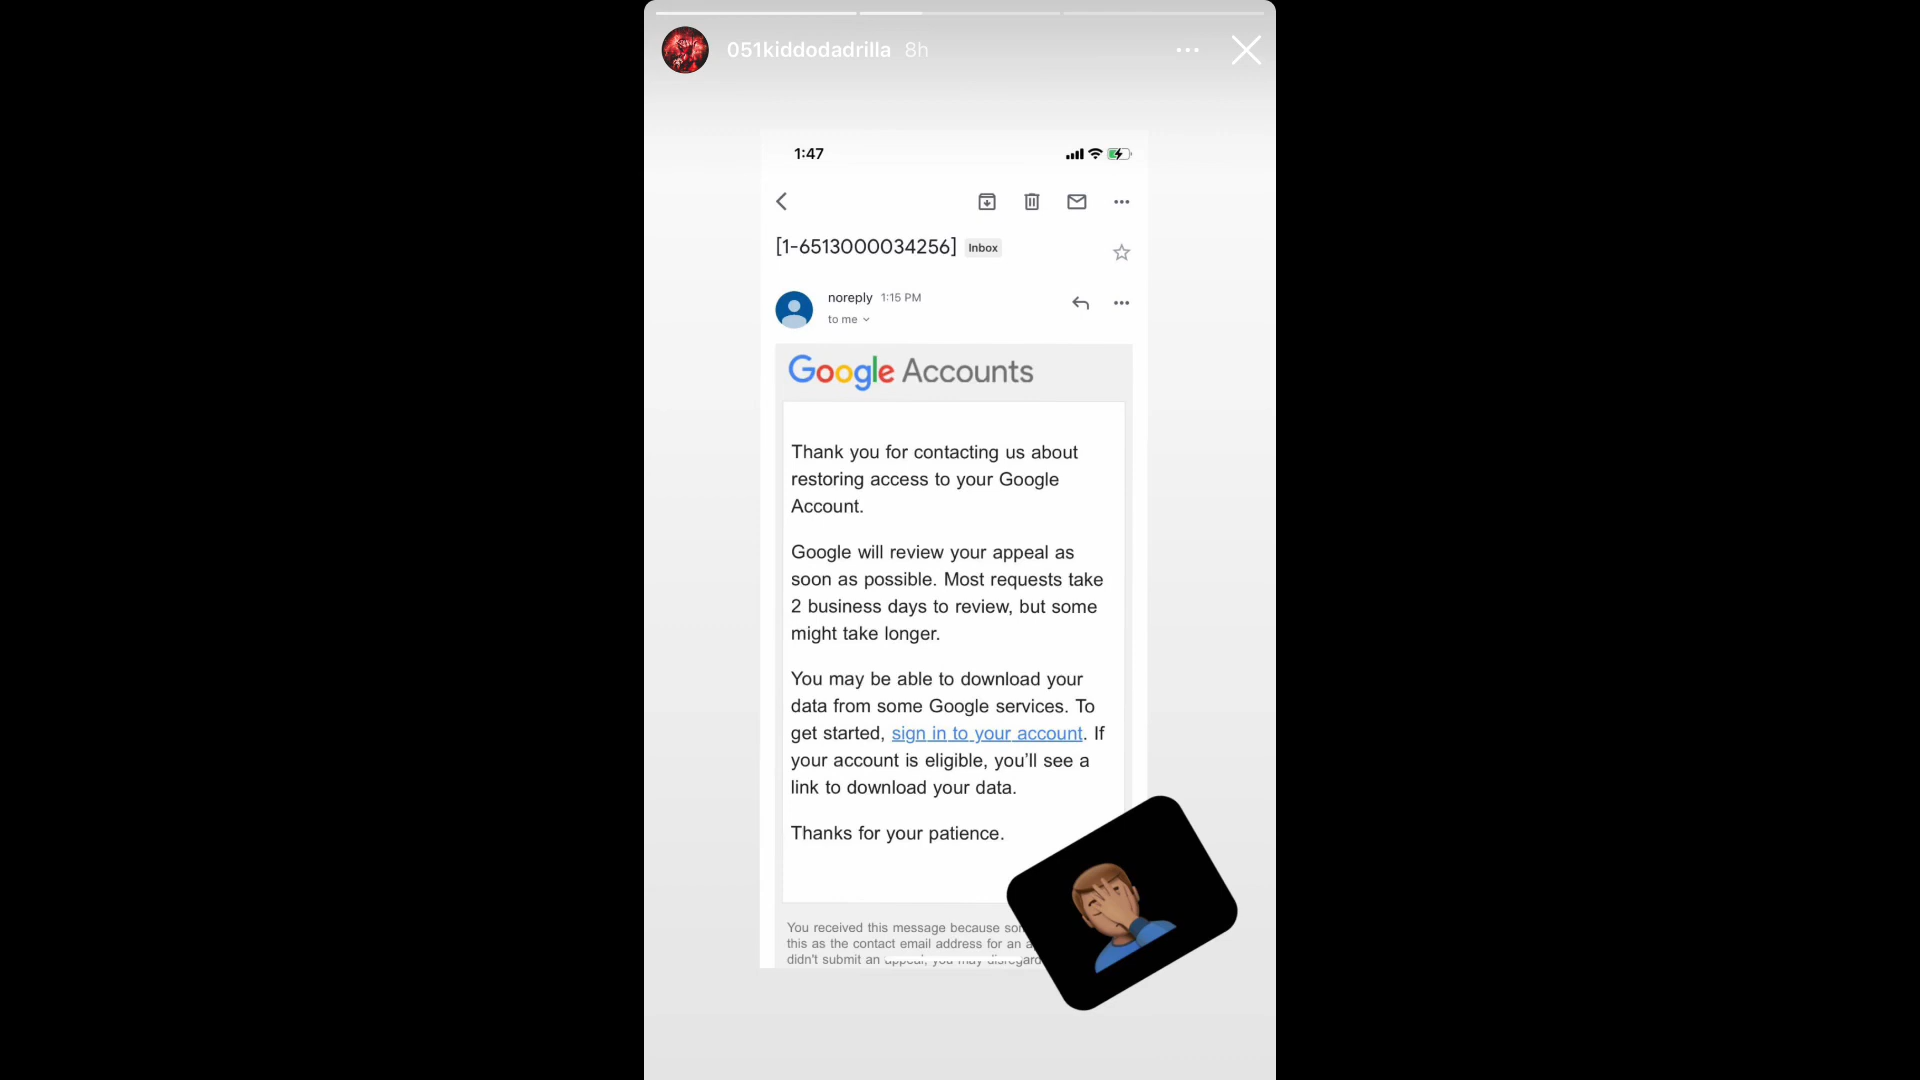 051kiddodadrilla 8h
1:47
[1-6513000034256] Inbox
noreply 1:15 PM
to me
Google Accounts
Thank you for contacting us about
restoring access to your Google
Account.
Google will review your appeal as
soon as possible. Most requests take
2 business days to review, but some
might take longer.
You may be able to download your
data from some Google services. To
get started, sign in to your account. If
your account is eligible, you’ll see a
link to download your data.
Thanks for your patience.
You received this message because
this as the contact email address for an
didn't submit an appeal, you may disregard